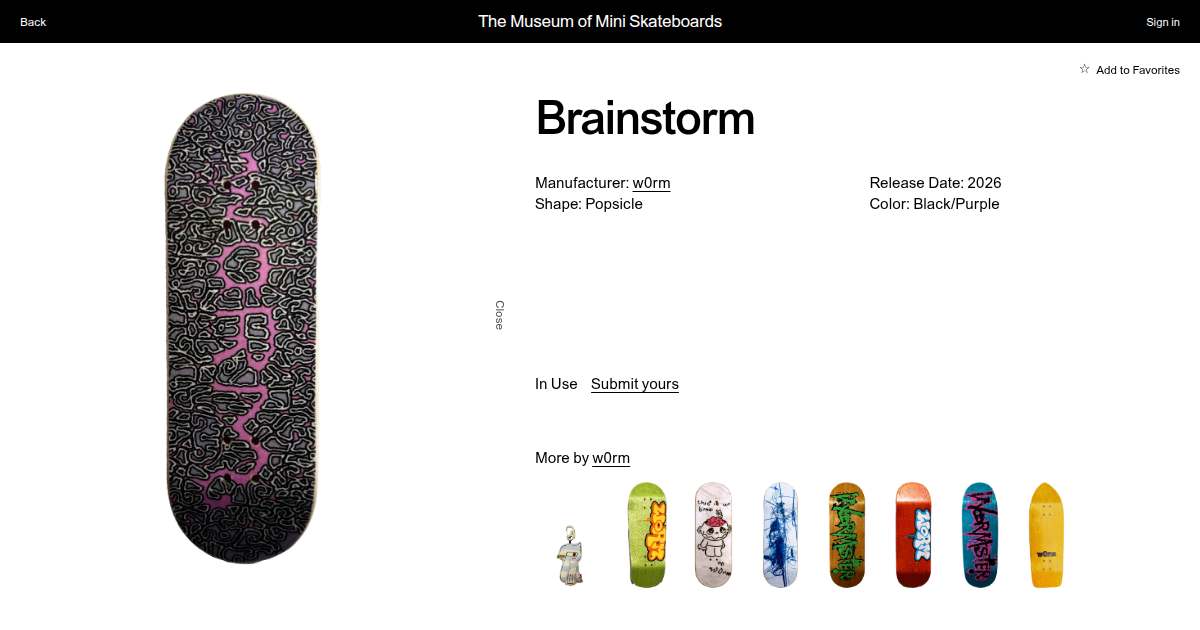 Back
The Museum of Mini Skateboards
Sign in
☆ Add to Favorites
Brainstorm
Manufacturer: w0rm
Shape: Popsicle
Release Date: 2026
Color: Black/Purple
Close
In Use Submit yours
More by w0rm